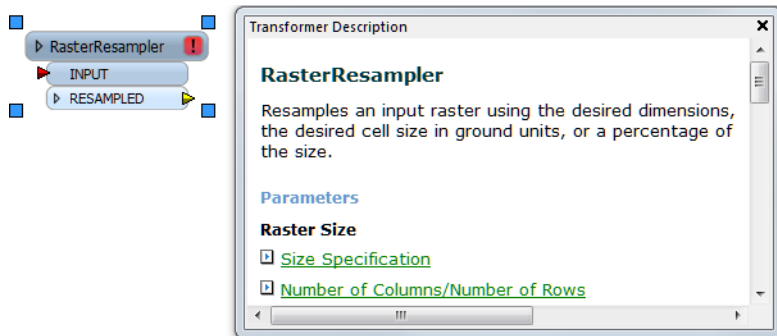 RasterResampler
INPUT
RESAMPLED
Transformer Description
RasterResampler
Resamples an input raster using the desired dimensions,
the desired cell size in ground units, or a percentage of
the size.
Parameters
Raster Size
Size Specification
Number of Columns/Number of Rows